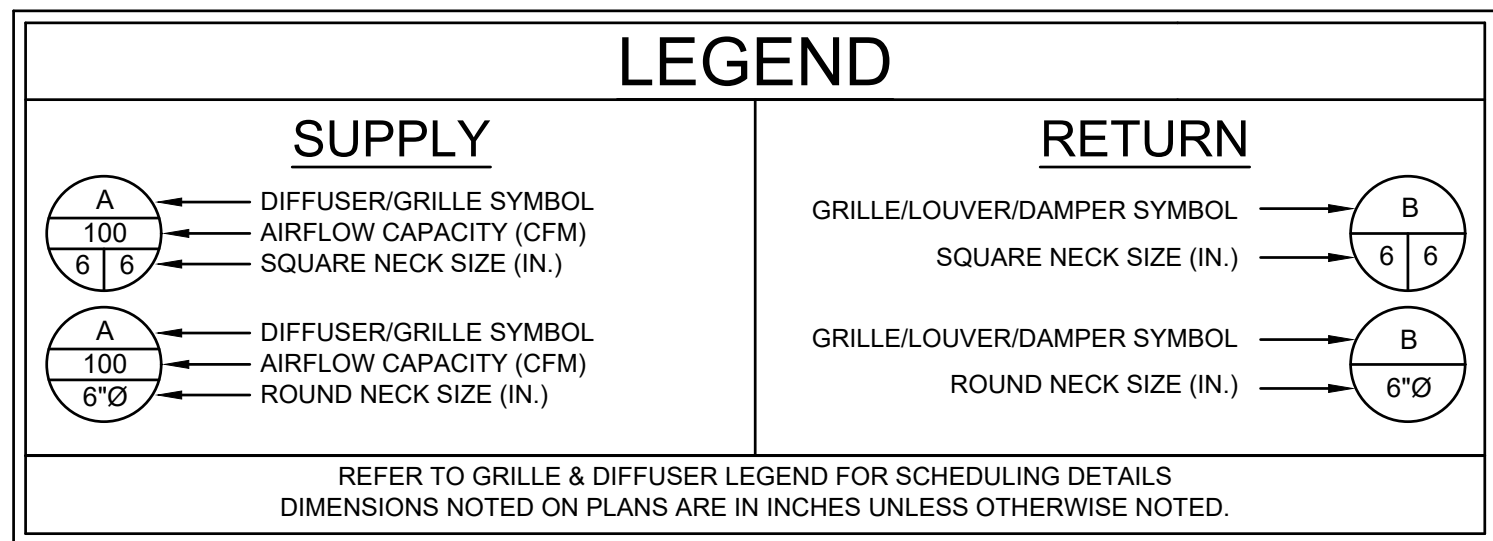 LEGEND
SUPPLY
A
DIFFUSER/GRILLE SYMBOL
100
AIRFLOW CAPACITY (CFM)
6 6
SQUARE NECK SIZE (IN.)
A
DIFFUSER/GRILLE SYMBOL
100
AIRFLOW CAPACITY (CFM)
6"Ø
ROUND NECK SIZE (IN.)
RETURN
GRILLE/LOUVER/DAMPER SYMBOL
B
SQUARE NECK SIZE (IN.)
6 6
GRILLE/LOUVER/DAMPER SYMBOL
B
ROUND NECK SIZE (IN.)
6"Ø
REFER TO GRILLE & DIFFUSER LEGEND FOR SCHEDULING DETAILS
DIMENSIONS NOTED ON PLANS ARE IN INCHES UNLESS OTHERWISE NOTED.